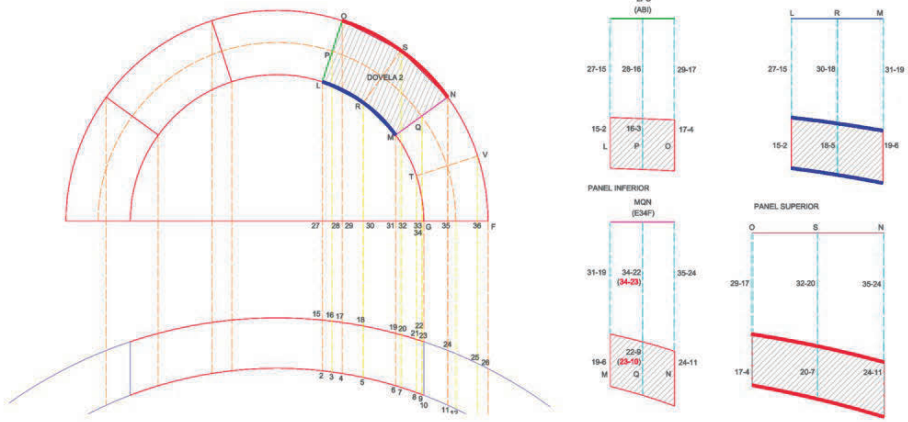 O
P
S
DOVELA 2
L
R
N
M
Q
V
T
27 28 29 30 31 32 33 G 35 36 F
34
15 16 17 18 19 20 22
21 23 24
25
26
2 3 4 5 6 7 8 9
10 11
(ABI)
27-15 28-16 29-17
15-2 16-3 17-4
L P O
L R M
27-15 30-18 31-19
15-2 18-5 19-6
PANEL INFERIOR
MQN
(E34F)
31-19 34-22 35-24
(34-23)
19-6 22-9 24-11
(23-10)
M Q N
PANEL SUPERIOR
O S N
29-17 32-20 35-24
17-4 20-7 24-11